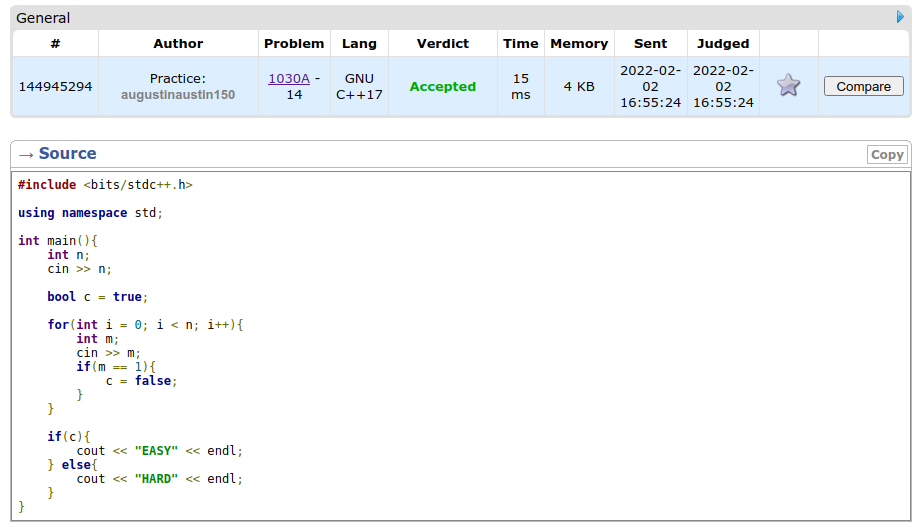 General
# Author Problem Lang Verdict Time Memory Sent Judged
144945294 Practice: augustinaustin150 1030A - 14 GNU C++17 Accepted 15 ms 4 KB 2022-02-02 16:55:24 2022-02-02 16:55:24 Compare
→ Source Copy
#include <bits/stdc++.h>
using namespace std;
int main(){
    int n;
    cin >> n;
    bool c = true;
    for(int i = 0; i < n; i++){
        int m;
        cin >> m;
        if(m == 1){
            c = false;
        }
    }
    if(c){
        cout << "EASY" << endl;
    } else{
        cout << "HARD" << endl;
    }
}